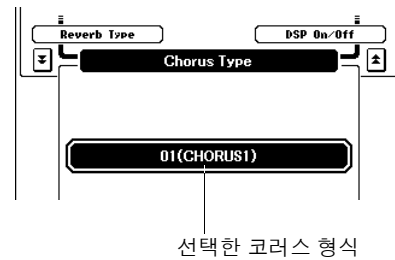 Reverb Type
DSP On/Off
Chorus Type
01(CHORUS1)
선택한 코러스 형식